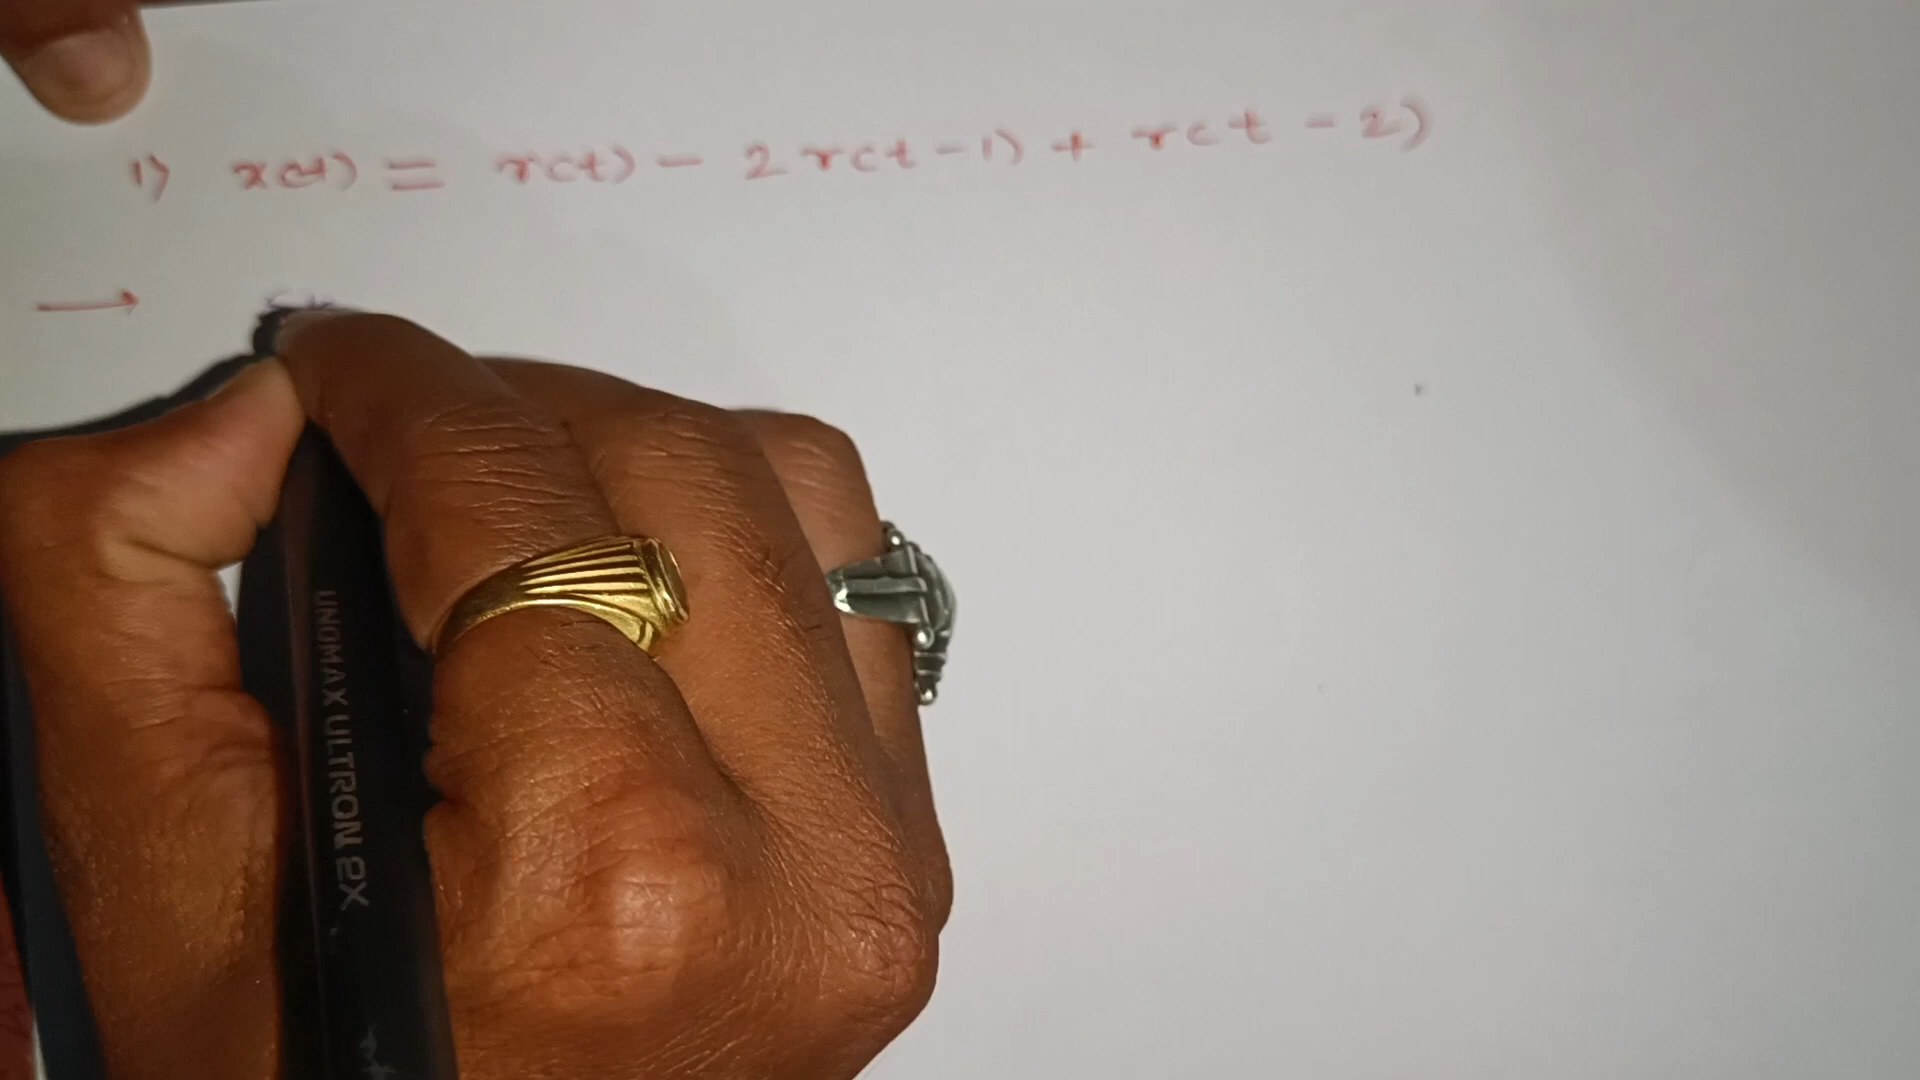 1) x(t) = r(t) - 2r(t-1) + r(t-2)
→
UNOMAX ULTRON 2X